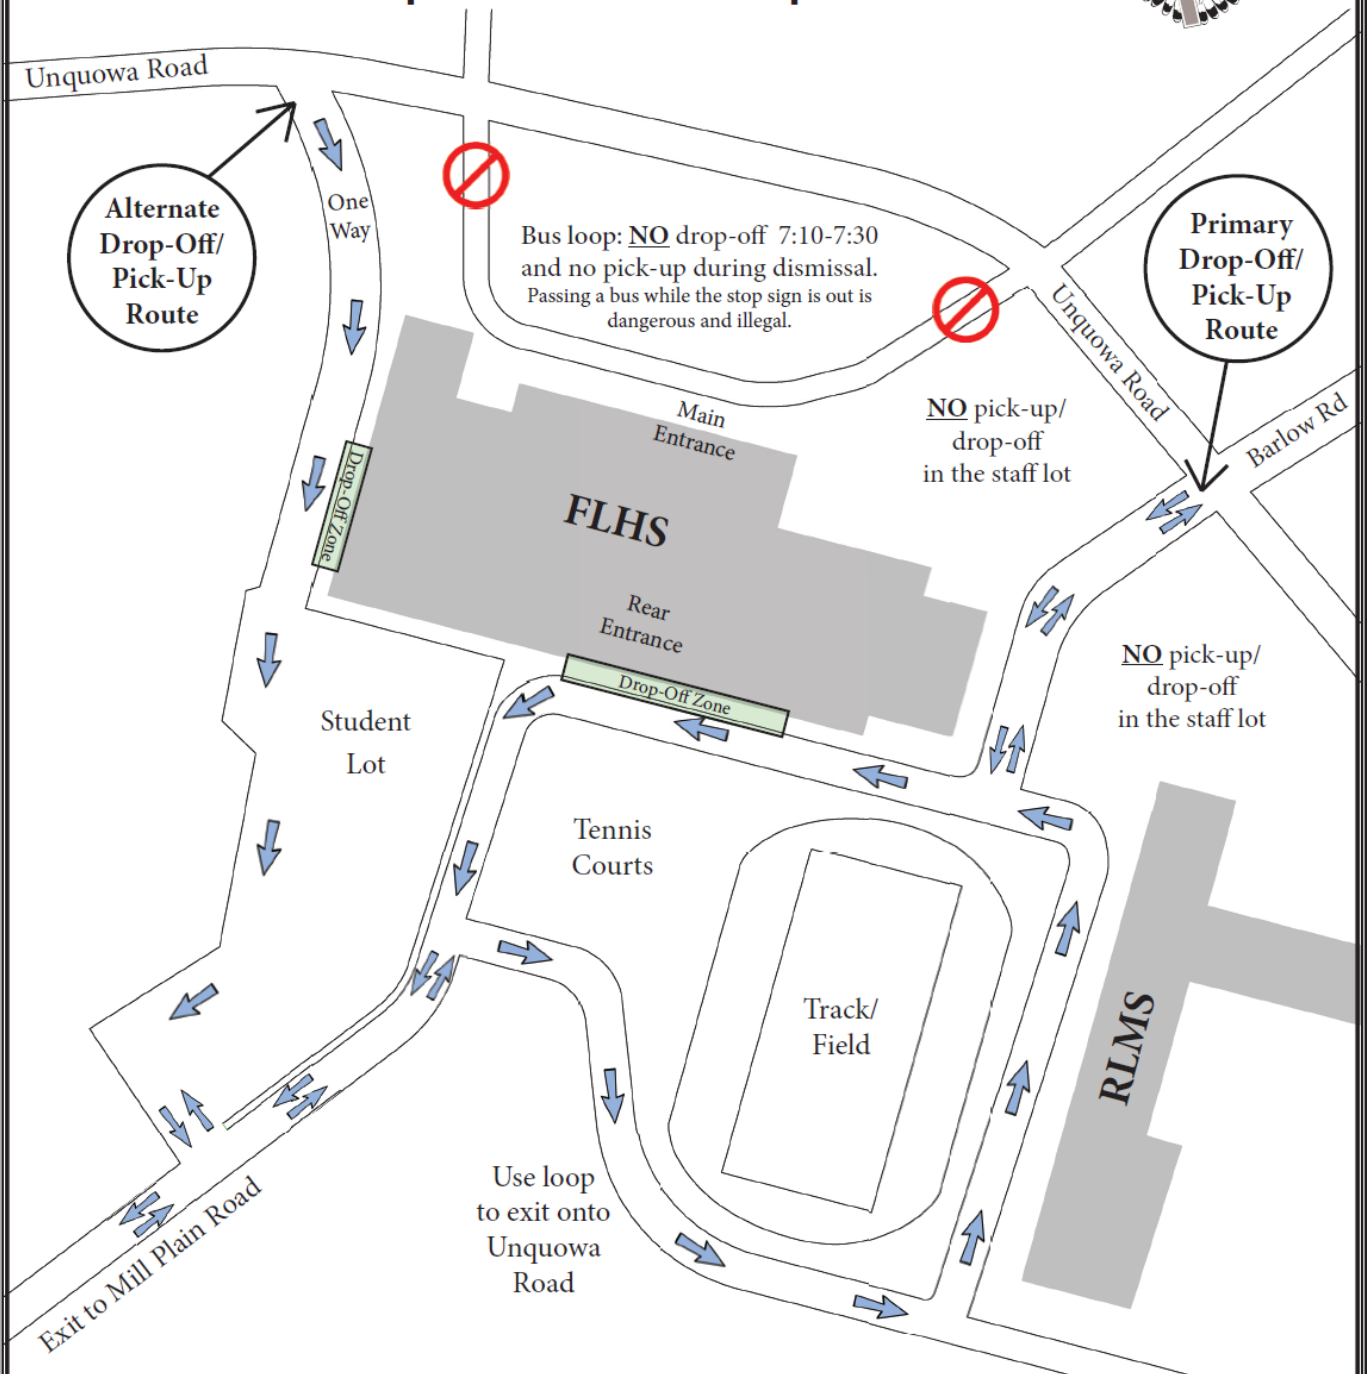 Unquowa Road
Alternate
Drop-Off/
Pick-Up
Route
One
Way
Bus loop: NO drop-off 7:10-7:30
and no pick-up during dismissal.
Passing a bus while the stop sign is out is
dangerous and illegal.
Primary
Drop-Off/
Pick-Up
Route
Unquowa Road
Barlow Rd
NO pick-up/
drop-off
in the staff lot
Main
Entrance
FLHS
Drop-Off Zone
Rear
Entrance
Drop-Off Zone
NO pick-up/
drop-off
in the staff lot
Student
Lot
Tennis
Courts
Track/
Field
RLMS
Use loop
to exit onto
Unquowa
Road
Exit to Mill Plain Road